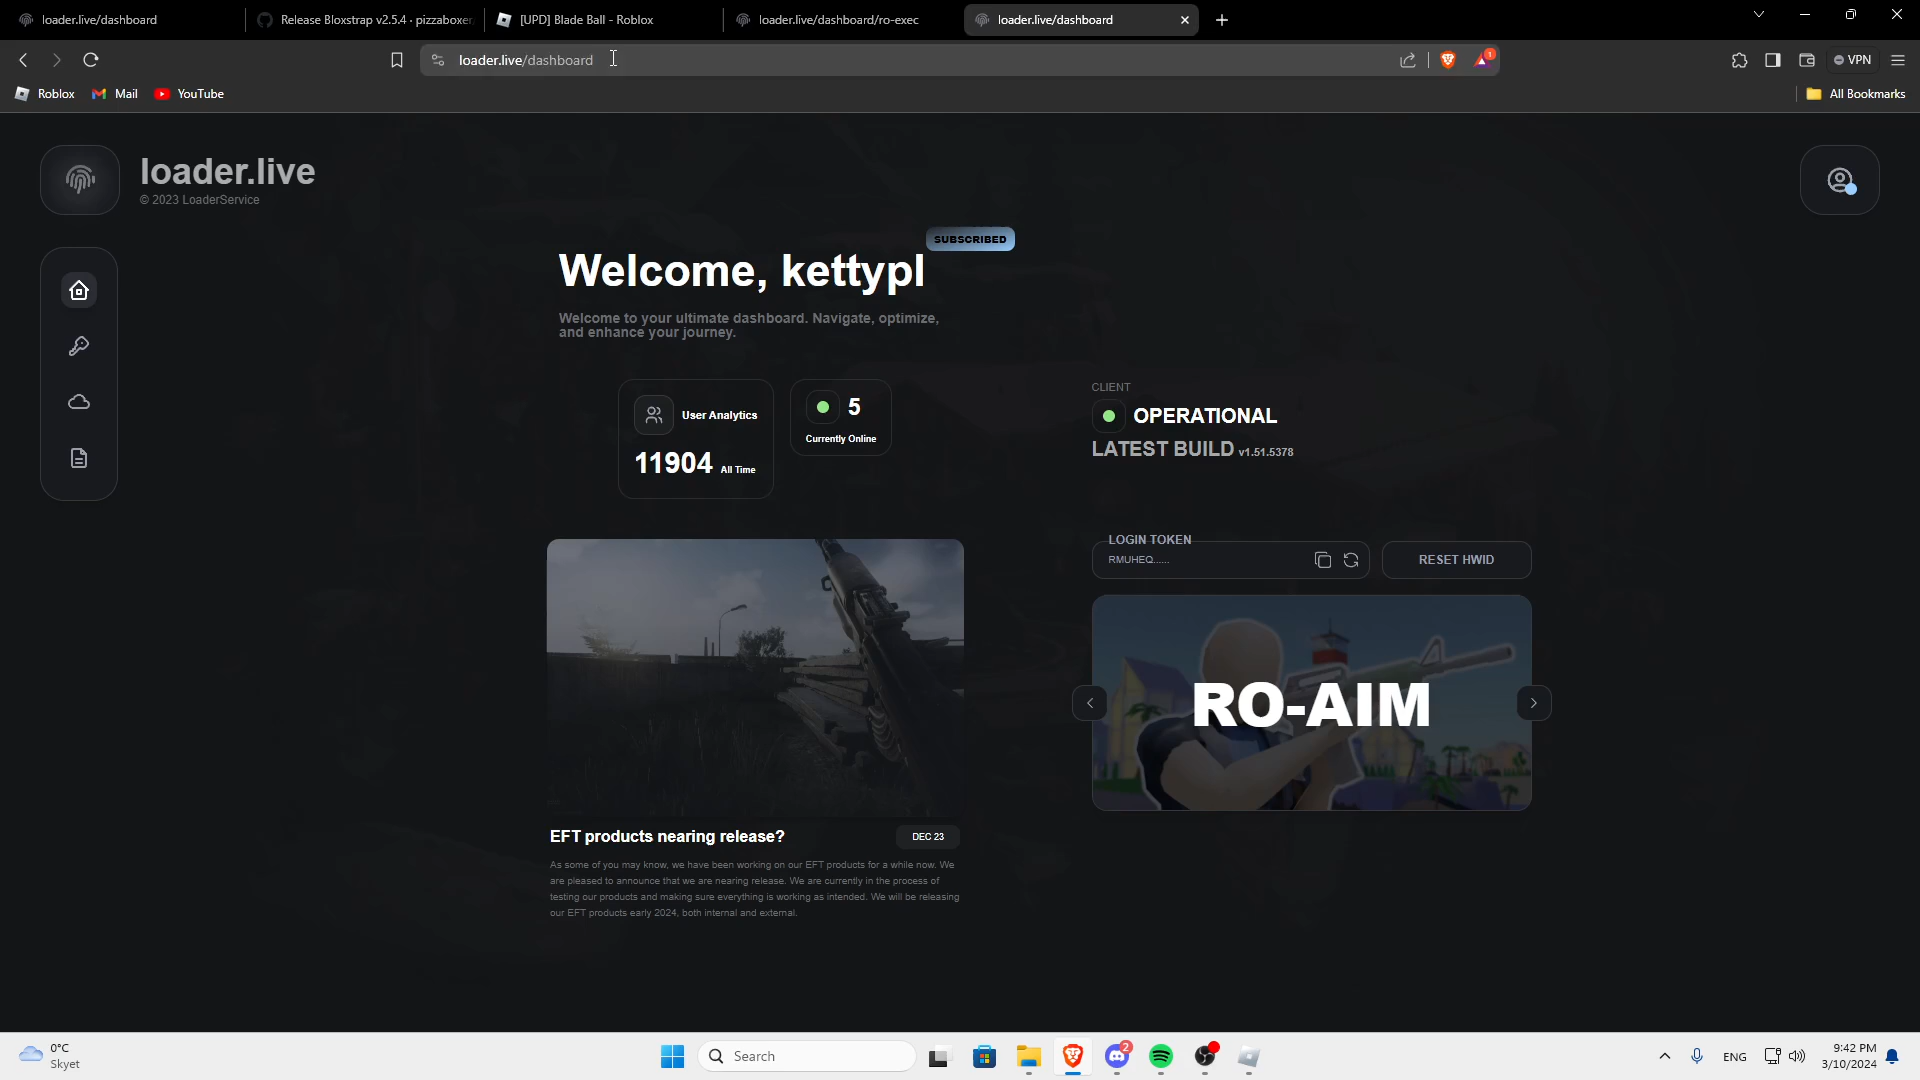 loader.live/dashboard
Release Bloxstrap v2.5.4 · pizzaboxer
[UPD] Blade Ball - Roblox
loader.live/dashboard/ro-exec
loader.live/dashboard
loader.live/dashboard
1
VPN
Roblox
Mail
YouTube
All Bookmarks
loader.live
© 2023 LoaderService
SUBSCRIBED
Welcome, kettypl
Welcome to your ultimate dashboard. Navigate, optimize,
and enhance your journey.
User Analytics
11904 All Time
5
Currently Online
CLIENT
OPERATIONAL
LATEST BUILD v1.51.5378
LOGIN TOKEN
RMUHEQ......
RESET HWID
RO-AIM
EFT products nearing release?
DEC 23
As some of you may know, we have been working on our EFT products for a while now. We
are pleased to announce that we are nearing release. We are currently in the process of
testing our products and making sure everything is working as intended. We will be releasing
our EFT products early 2024, both internal and external.
0°C
Skyet
Search
2
ENG
9:42 PM
3/10/2024